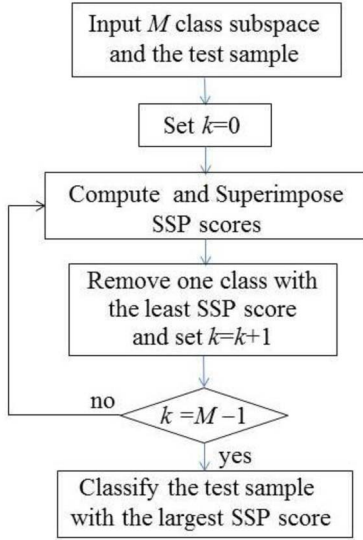 Input M class subspace
and the test sample
Set k=0
Compute and Superimpose
SSP scores
Remove one class with
the least SSP score
and set k=k+1
no
k =M −1
yes
Classify the test sample
with the largest SSP score